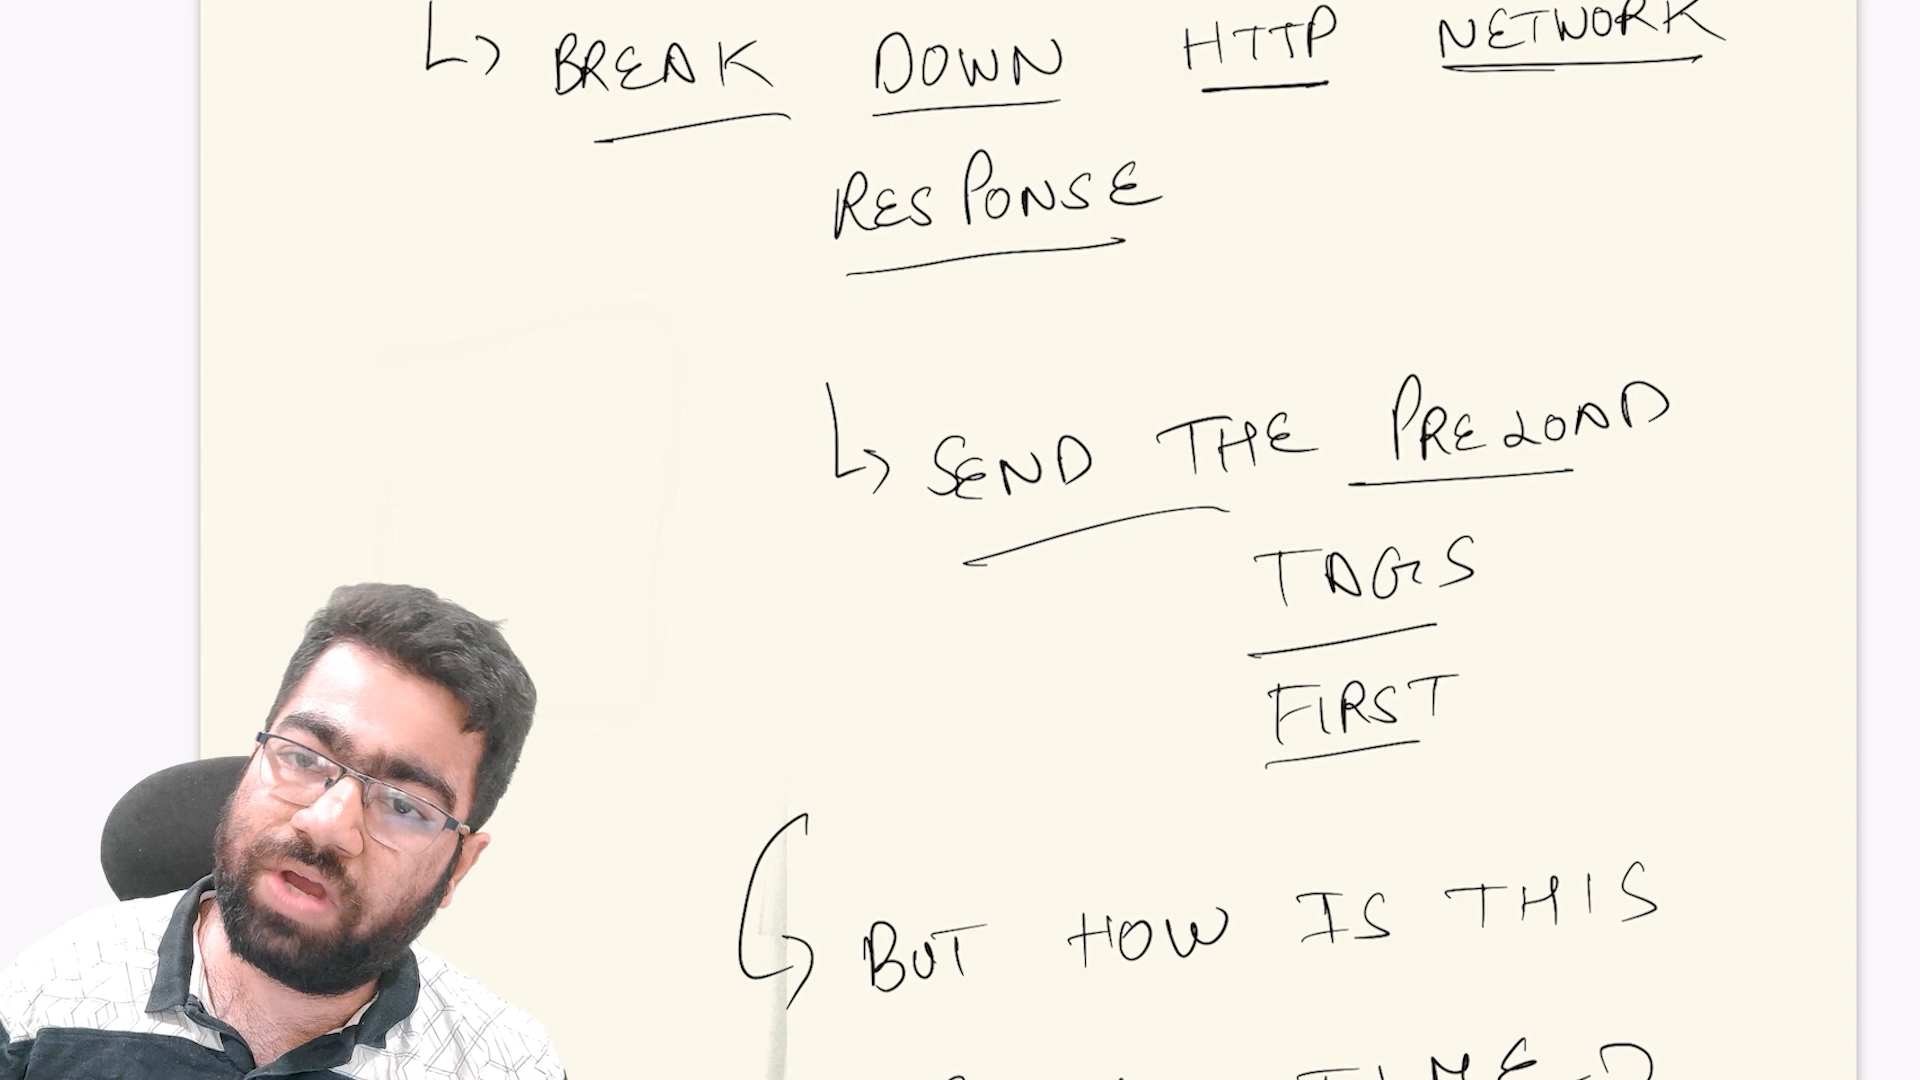 ↳ BREAK DOWN HTTP NETWORK
RESPONSE
↳ SEND THE PRELOAD
TAGS
FIRST
↳ BUT HOW IS THIS